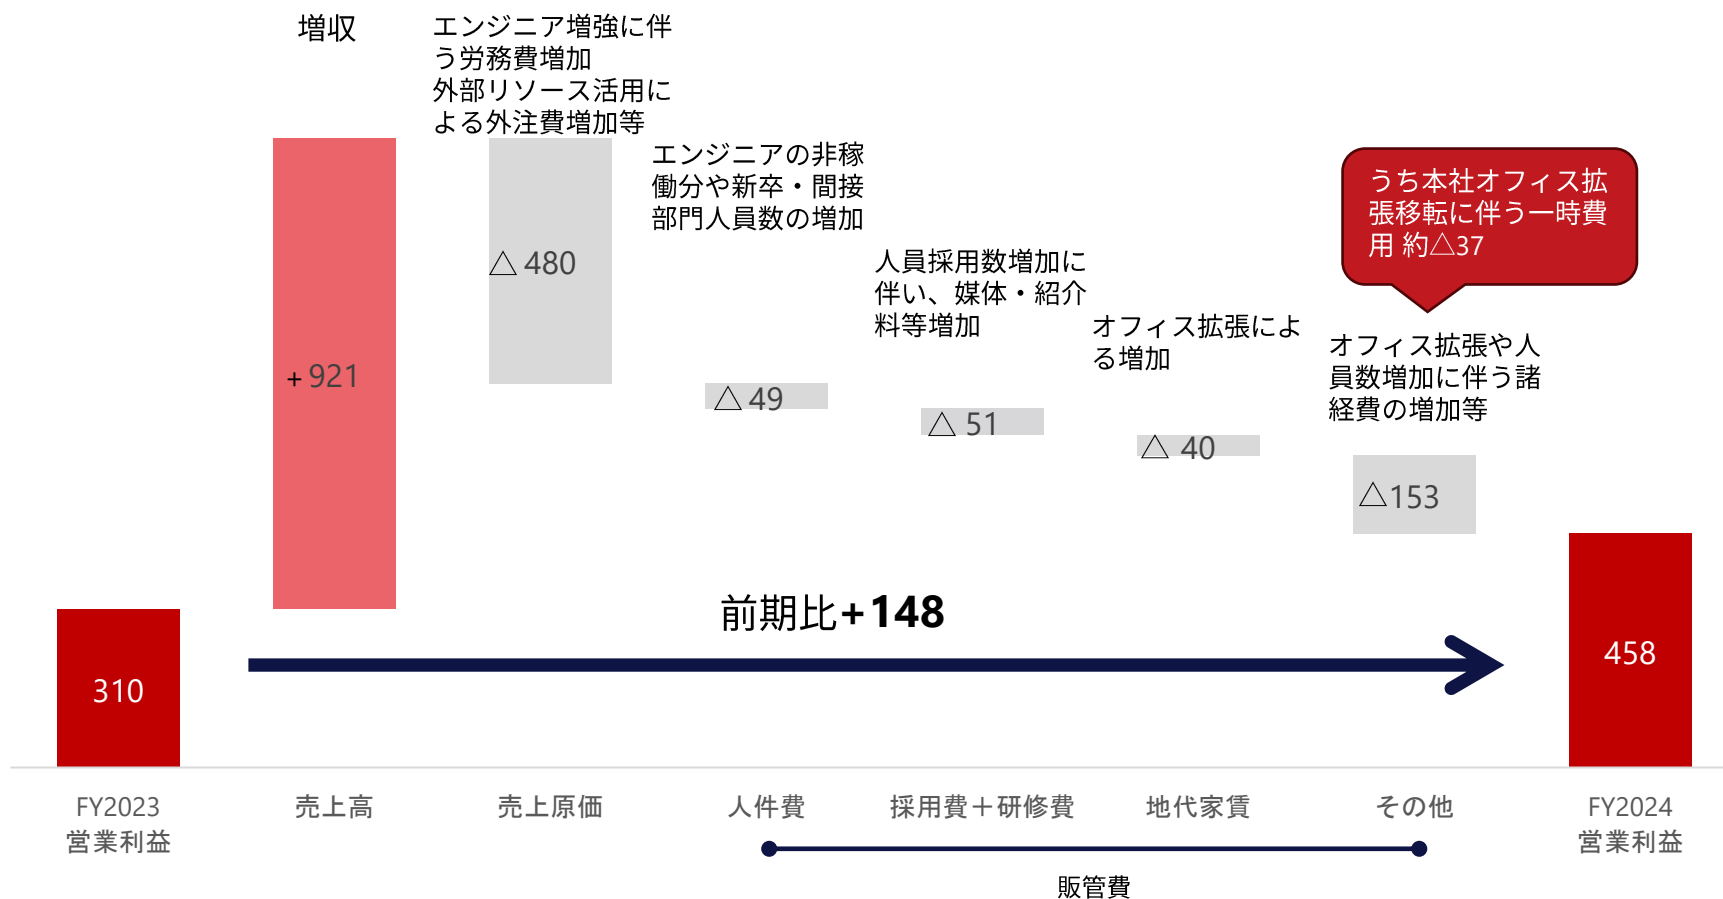 増収
エンジニア増強に伴
う労務費増加
外部リソース活用に
よる外注費増加等
エンジニアの非稼
働分や新卒・間接
部門人員数の増加
人員採用数増加に
伴い、媒体・紹介
料等増加
オフィス拡張によ
る増加
うち本社オフィス拡
張移転に伴う一時費
用 約△37
オフィス拡張や人
員数増加に伴う諸
経費の増加等
+921
△ 480
△ 49
△ 51
△ 40
△153
前期比+148
310
458
FY2023
営業利益
売上高
売上原価
人件費
採用費＋研修費
地代家賃
その他
FY2024
営業利益
販管費